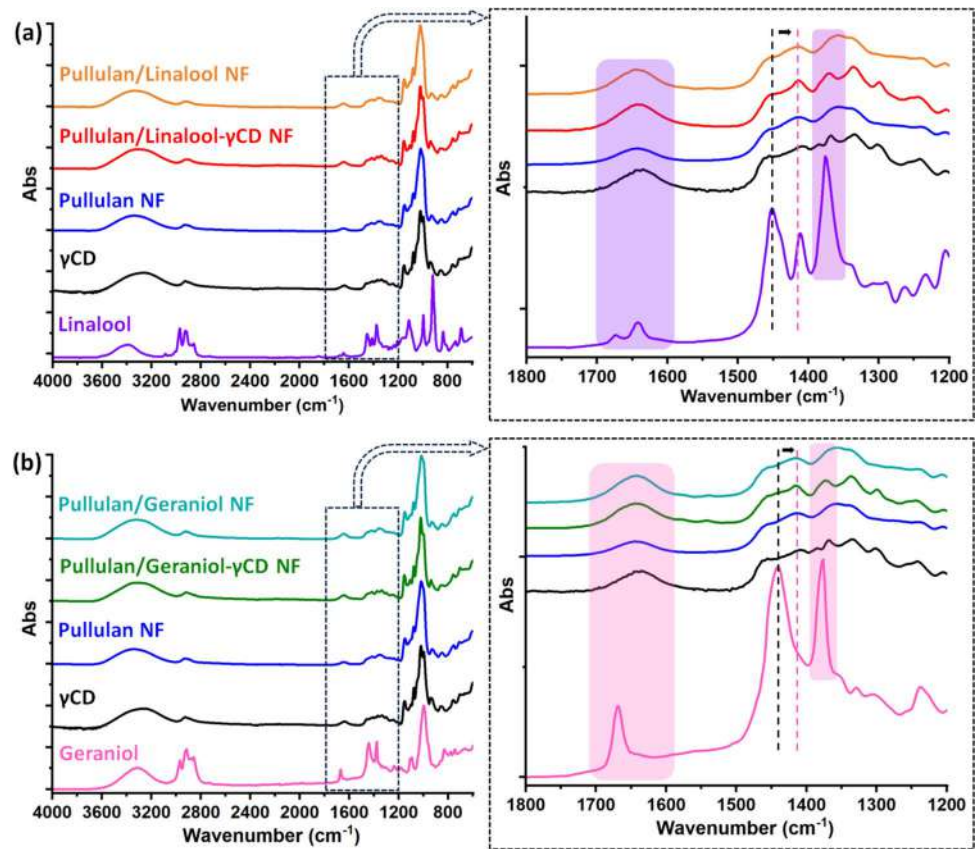 (a)
Abs
Pullulan/Linalool NF
Pullulan/Linalool-γCD NF
Pullulan NF
γCD
Linalool
4000 3600 3200 2800 2400 2000 1600 1200 800
Wavenumber (cm⁻¹)
1800 1700 1600 1500 1400 1300 1200
Wavenumber (cm⁻¹)
(b)
Abs
Pullulan/Geraniol NF
Pullulan/Geraniol-γCD NF
Pullulan NF
γCD
Geraniol
4000 3600 3200 2800 2400 2000 1600 1200 800
Wavenumber (cm⁻¹)
1800 1700 1600 1500 1400 1300 1200
Wavenumber (cm⁻¹)